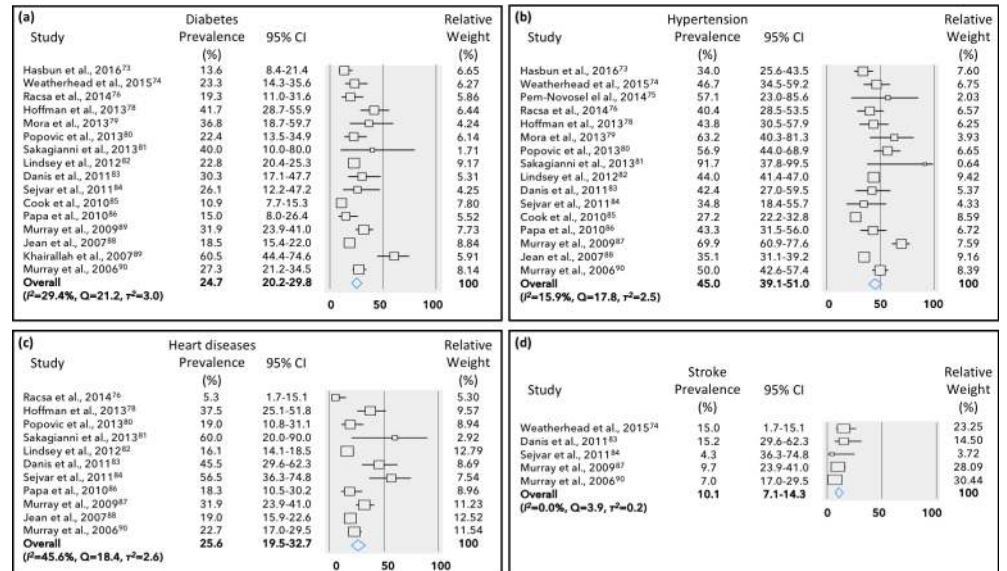 (a) Diabetes Relative
Study Prevalence 95% CI Weight
(%) (%)
Hasbun et al., 2016⁷³ 13.6 8.4-21.4 6.65
Weatherhead et al., 2015⁷⁴ 23.3 14.3-35.6 6.27
Racsa et al., 2014⁷⁶ 19.3 11.0-31.6 5.86
Hoffman et al., 2013⁷⁸ 41.7 28.7-55.9 6.44
Mora et al., 2013⁷⁹ 36.8 18.7-59.7 4.24
Popovic et al., 2013⁸⁰ 22.4 13.5-34.9 6.14
Sakagianni et al., 2013⁸¹ 40.0 10.0-80.0 1.71
Lindsey et al., 2012⁸² 22.8 20.4-25.3 9.17
Danis et al., 2011⁸³ 30.3 17.1-47.7 5.31
Sejvar et al., 2011⁸⁴ 26.1 12.2-47.2 4.25
Cook et al., 2010⁸⁵ 10.9 7.7-15.3 7.80
Papa et al., 2010⁸⁶ 15.0 8.0-26.4 5.52
Murray et al., 2009⁸⁹ 31.9 23.9-41.0 7.73
Jean et al., 2007⁸⁸ 18.5 15.4-22.0 8.84
Khairallah et al., 2007⁸⁹ 60.5 44.4-74.6 5.91
Murray et al., 2006⁹⁰ 27.3 21.2-34.5 8.14
Overall 24.7 20.2-29.8 100
(I²=29.4%, Q=21.2, τ²=3.0)
0 50 100
(b) Hypertension Relative
Study Prevalence 95% CI Weight
(%) (%)
Hasbun et al., 2016⁷³ 34.0 25.6-43.5 7.60
Weatherhead et al., 2015⁷⁴ 46.7 34.5-59.2 6.75
Pem-Novosel el al., 2014⁷⁵ 57.1 23.0-85.6 2.03
Racsa et al., 2014⁷⁶ 40.4 28.5-53.5 6.57
Hoffman et al., 2013⁷⁸ 43.8 30.5-57.9 6.25
Mora et al., 2013⁷⁹ 63.2 40.3-81.3 3.93
Popovic et al., 2013⁸⁰ 56.9 44.0-68.9 6.65
Sakagianni et al., 2013⁸¹ 91.7 37.8-99.5 0.64
Lindsey et al., 2012⁸² 44.0 41.4-47.0 9.42
Danis et al., 2011⁸³ 42.4 27.0-59.5 5.37
Sejvar et al., 2011⁸⁴ 34.8 18.4-55.7 4.33
Cook et al., 2010⁸⁵ 27.2 22.2-32.8 8.59
Papa et al., 2010⁸⁶ 43.3 31.5-56.0 6.72
Murray et al., 2009⁸⁷ 69.9 60.9-77.6 7.59
Jean et al., 2007⁸⁸ 35.1 31.1-39.2 9.16
Murray et al., 2006⁹⁰ 50.0 42.6-57.4 8.39
Overall 45.0 39.1-51.0 100
(I²=15.9%, Q=17.8, τ²=2.5)
0 50 100
(c) Heart diseases Relative
Study Prevalence 95% CI Weight
(%) (%)
Racsa et al., 2014⁷⁶ 5.3 1.7-15.1 5.30
Hoffman et al., 2013⁷⁸ 37.5 25.1-51.8 9.57
Popovic et al., 2013⁸⁰ 19.0 10.8-31.1 8.94
Sakagianni et al., 2013⁸¹ 60.0 20.0-90.0 2.92
Lindsey et al., 2012⁸² 16.1 14.1-18.5 12.79
Danis et al., 2011⁸³ 45.5 29.6-62.3 8.69
Sejvar et al., 2011⁸⁴ 56.5 36.3-74.8 7.54
Papa et al., 2010⁸⁶ 18.3 10.5-30.2 8.96
Murray et al., 2009⁸⁷ 31.9 23.9-41.0 11.23
Jean et al., 2007⁸⁸ 19.0 15.9-22.6 12.52
Murray et al., 2006⁹⁰ 22.7 17.0-29.5 11.54
Overall 25.6 19.5-32.7 100
(I²=45.6%, Q=18.4, τ²=2.6)
0 50 100
(d) Stroke Relative
Study Prevalence 95% CI Weight
(%) (%)
Weatherhead et al., 2015⁷⁴ 15.0 1.7-15.1 23.25
Danis et al., 2011⁸³ 15.2 29.6-62.3 14.50
Sejvar et al., 2011⁸⁴ 4.3 36.3-74.8 3.72
Murray et al., 2009⁸⁷ 9.7 23.9-41.0 28.09
Murray et al., 2006⁹⁰ 7.0 17.0-29.5 30.44
Overall 10.1 7.1-14.3 100
(I²=0.0%, Q=3.9, τ²=0.2)
0 50 100